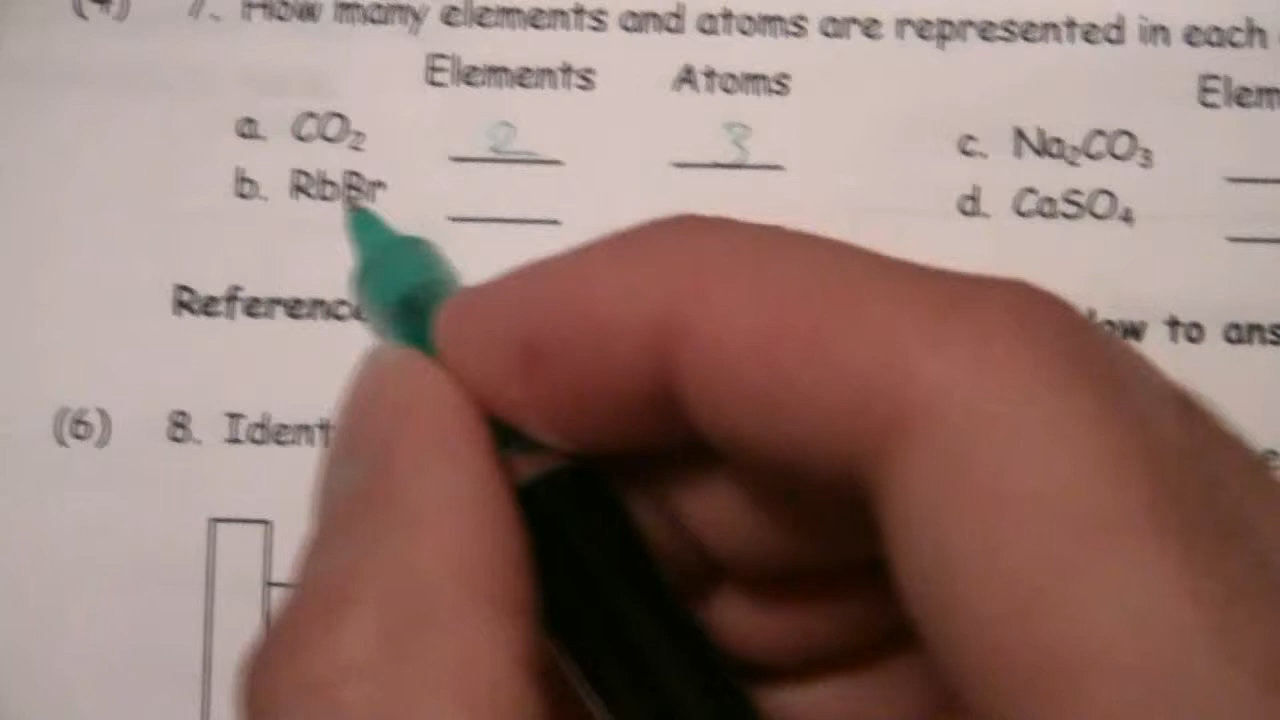 (4) 7. How many elements and atoms are represented in each
Elements Atoms Elem
a. CO₂ 2 3 c. Na₂CO₃
b. RbBr d. CaSO₄
Referenc ow to ans
(6) 8. Ident